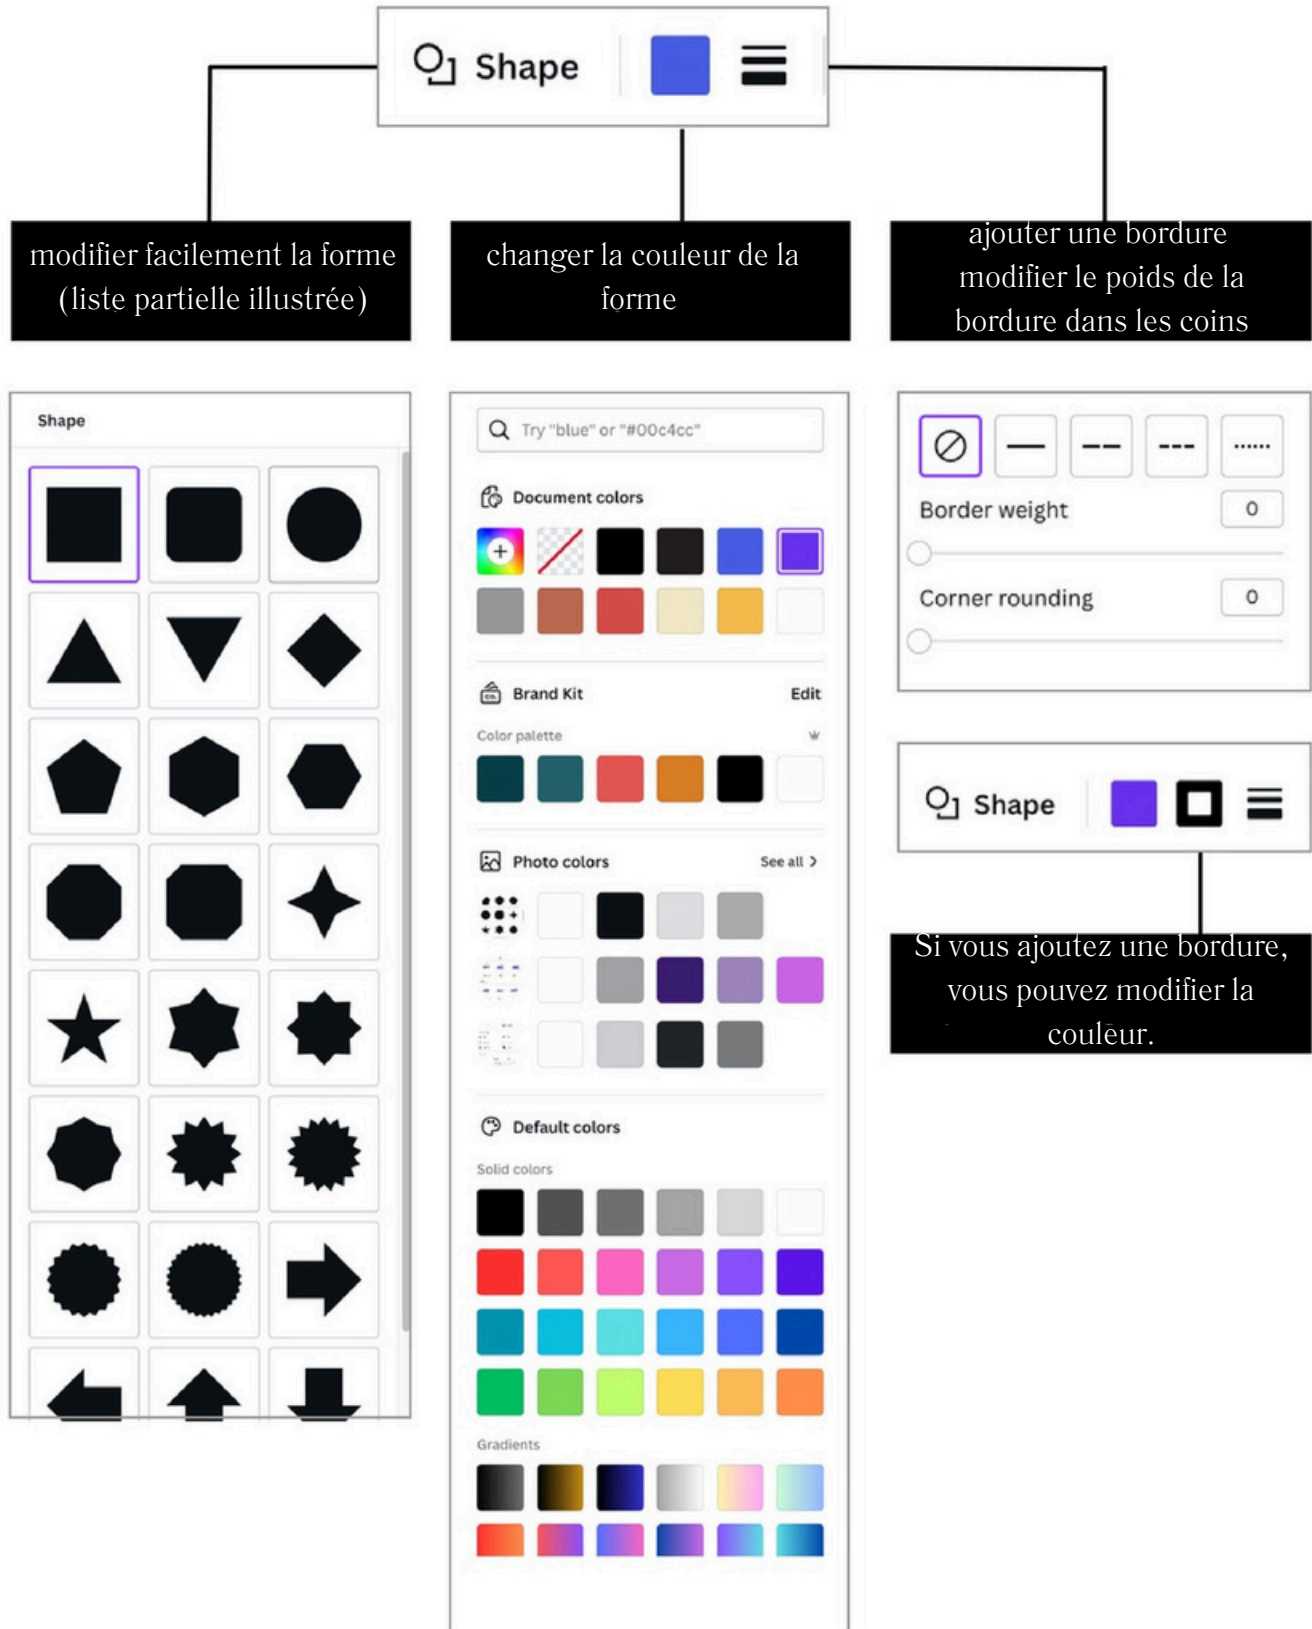 Shape
modifier facilement la forme
(liste partielle illustrée)
changer la couleur de la
forme
ajouter une bordure
modifier le poids de la
bordure dans les coins
Shape
Try "blue" or "#00c4cc"
Document colors
Brand Kit
Edit
Color palette
Photo colors
See all >
Default colors
Solid colors
Gradients
Border weight
0
Corner rounding
0
Shape
Si vous ajoutez une bordure,
vous pouvez modifier la
couleur.